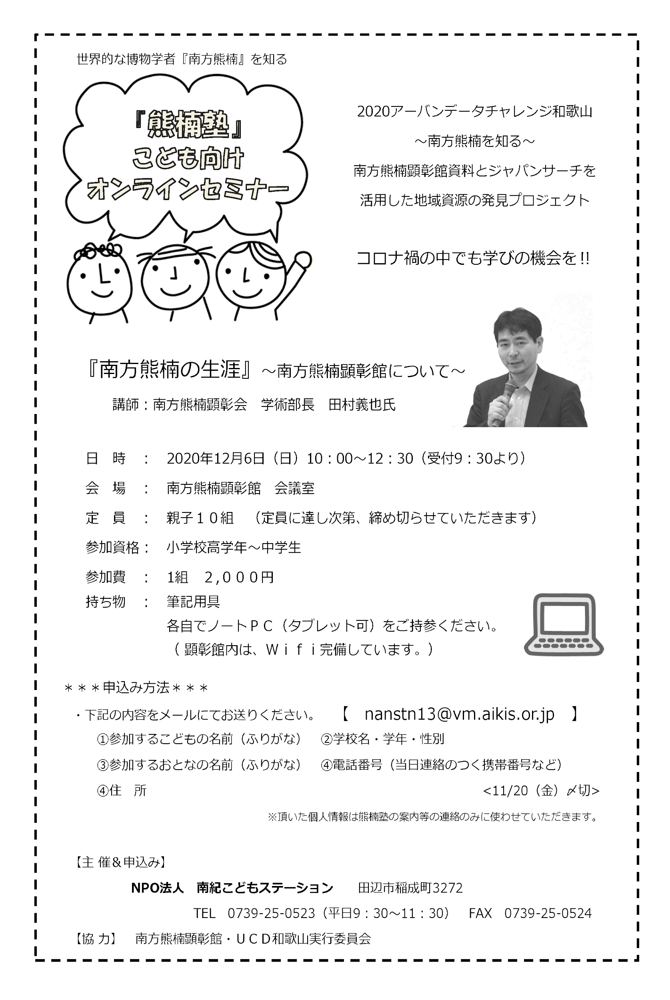 世界的な博物学者『南方熊楠』を知る
『熊楠塾』
こども向け
オンラインセミナー
2020アーバンデータチャレンジ和歌山
～南方熊楠を知る～
南方熊楠顕彰館資料とジャパンサーチを
活用した地域資源の発見プロジェクト
コロナ禍の中でも学びの機会を!!
『南方熊楠の生涯』～南方熊楠顕彰館について～
講師：南方熊楠顕彰会　学術部長　田村義也氏
日　時　：　2020年12月6日（日）10：00～12：30（受付9：30より）
会　場　：　南方熊楠顕彰館　会議室
定　員　：　親子１０組　（定員に達し次第、締め切らせていただきます）
参加資格：　小学校高学年～中学生
参加費　：　1組　２,０００円
持ち物　：　筆記用具
各自でノートＰＣ（タブレット可）をご持参ください。
（ 顕彰館内は、Ｗｉｆｉ完備しています。）
＊＊＊申込み方法＊＊＊
・下記の内容をメールにてお送りください。　【　nanstn13@vm.aikis.or.jp　】
①参加するこどもの名前（ふりがな）　②学校名・学年・性別
③参加するおとなの名前（ふりがな）　④電話番号（当日連絡のつく携帯番号など）
④住　所　<11/20（金）〆切>
※頂いた個人情報は熊楠塾の案内等の連絡のみに使わせていただきます。
【主 催＆申込み】
NPO法人　南紀こどもステーション　田辺市稲成町3272
TEL　0739-25-0523（平日9：30～11：30）　FAX　0739-25-0524
【協 力】　南方熊楠顕彰館・ＵＣＤ和歌山実行委員会